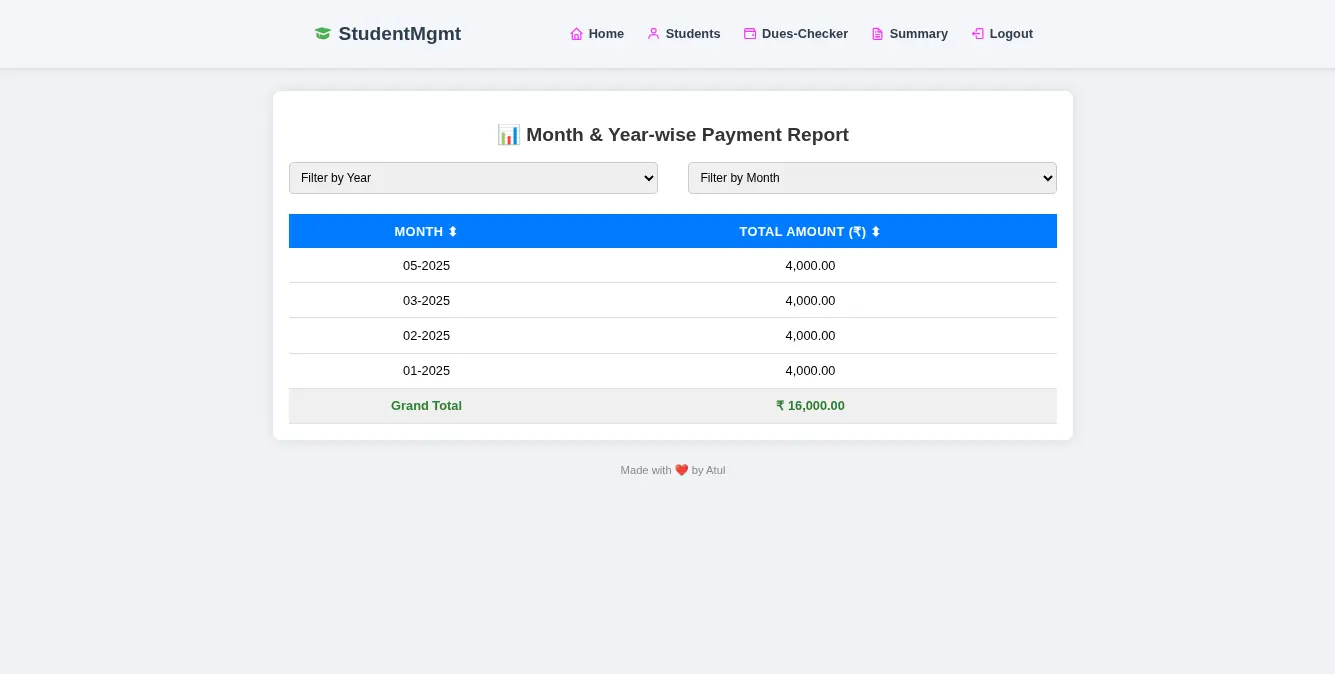 StudentMgmt
Home Students Dues-Checker Summary Logout
📊 Month & Year-wise Payment Report
Filter by Year Filter by Month
MONTH ⬍ TOTAL AMOUNT (₹) ⬍
05-2025 4,000.00
03-2025 4,000.00
02-2025 4,000.00
01-2025 4,000.00
Grand Total ₹ 16,000.00
Made with ❤️ by Atul